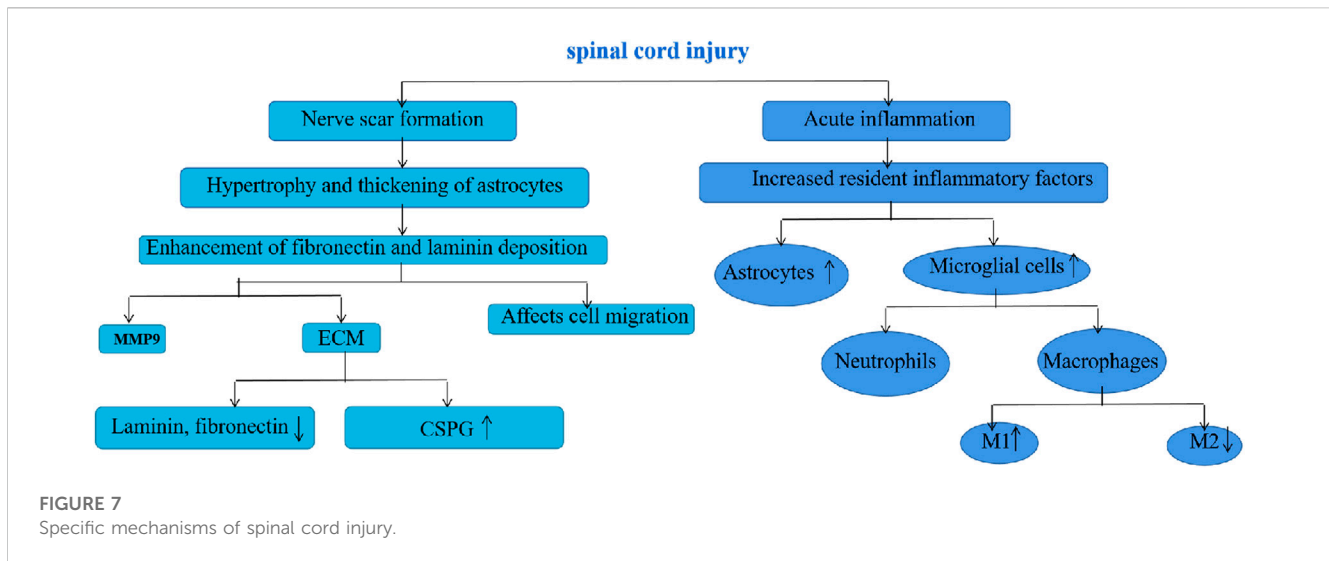 spinal cord injury
Nerve scar formation
Acute inflammation
Hypertrophy and thickening of astrocytes
Increased resident inflammatory factors
Enhancement of fibronectin and laminin deposition
Astrocytes ↑
Microglial cells ↑
MMP9
ECM
Affects cell migration
Neutrophils
Macrophages
Laminin, fibronectin ↓
CSPG ↑
M1 ↑
M2 ↓
FIGURE 7
Specific mechanisms of spinal cord injury.